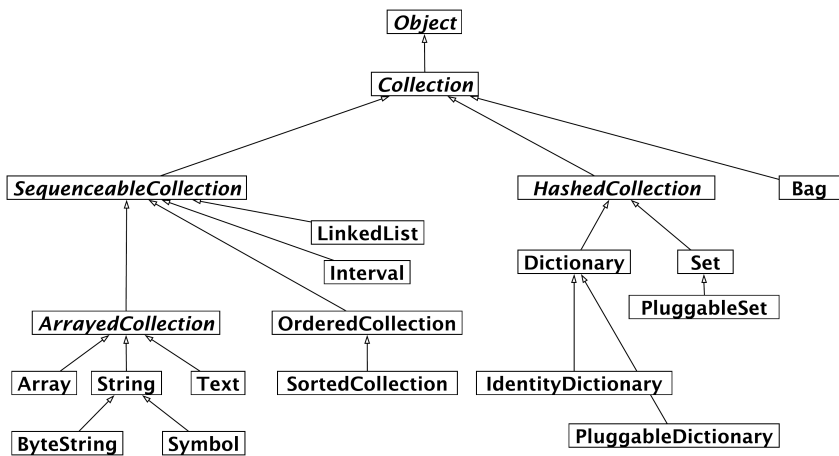 Object
Collection
SequenceableCollection
HashedCollection
Bag
LinkedList
Interval
Dictionary
Set
PluggableSet
ArrayedCollection
OrderedCollection
Array
String
Text
SortedCollection
IdentityDictionary
ByteString
Symbol
PluggableDictionary